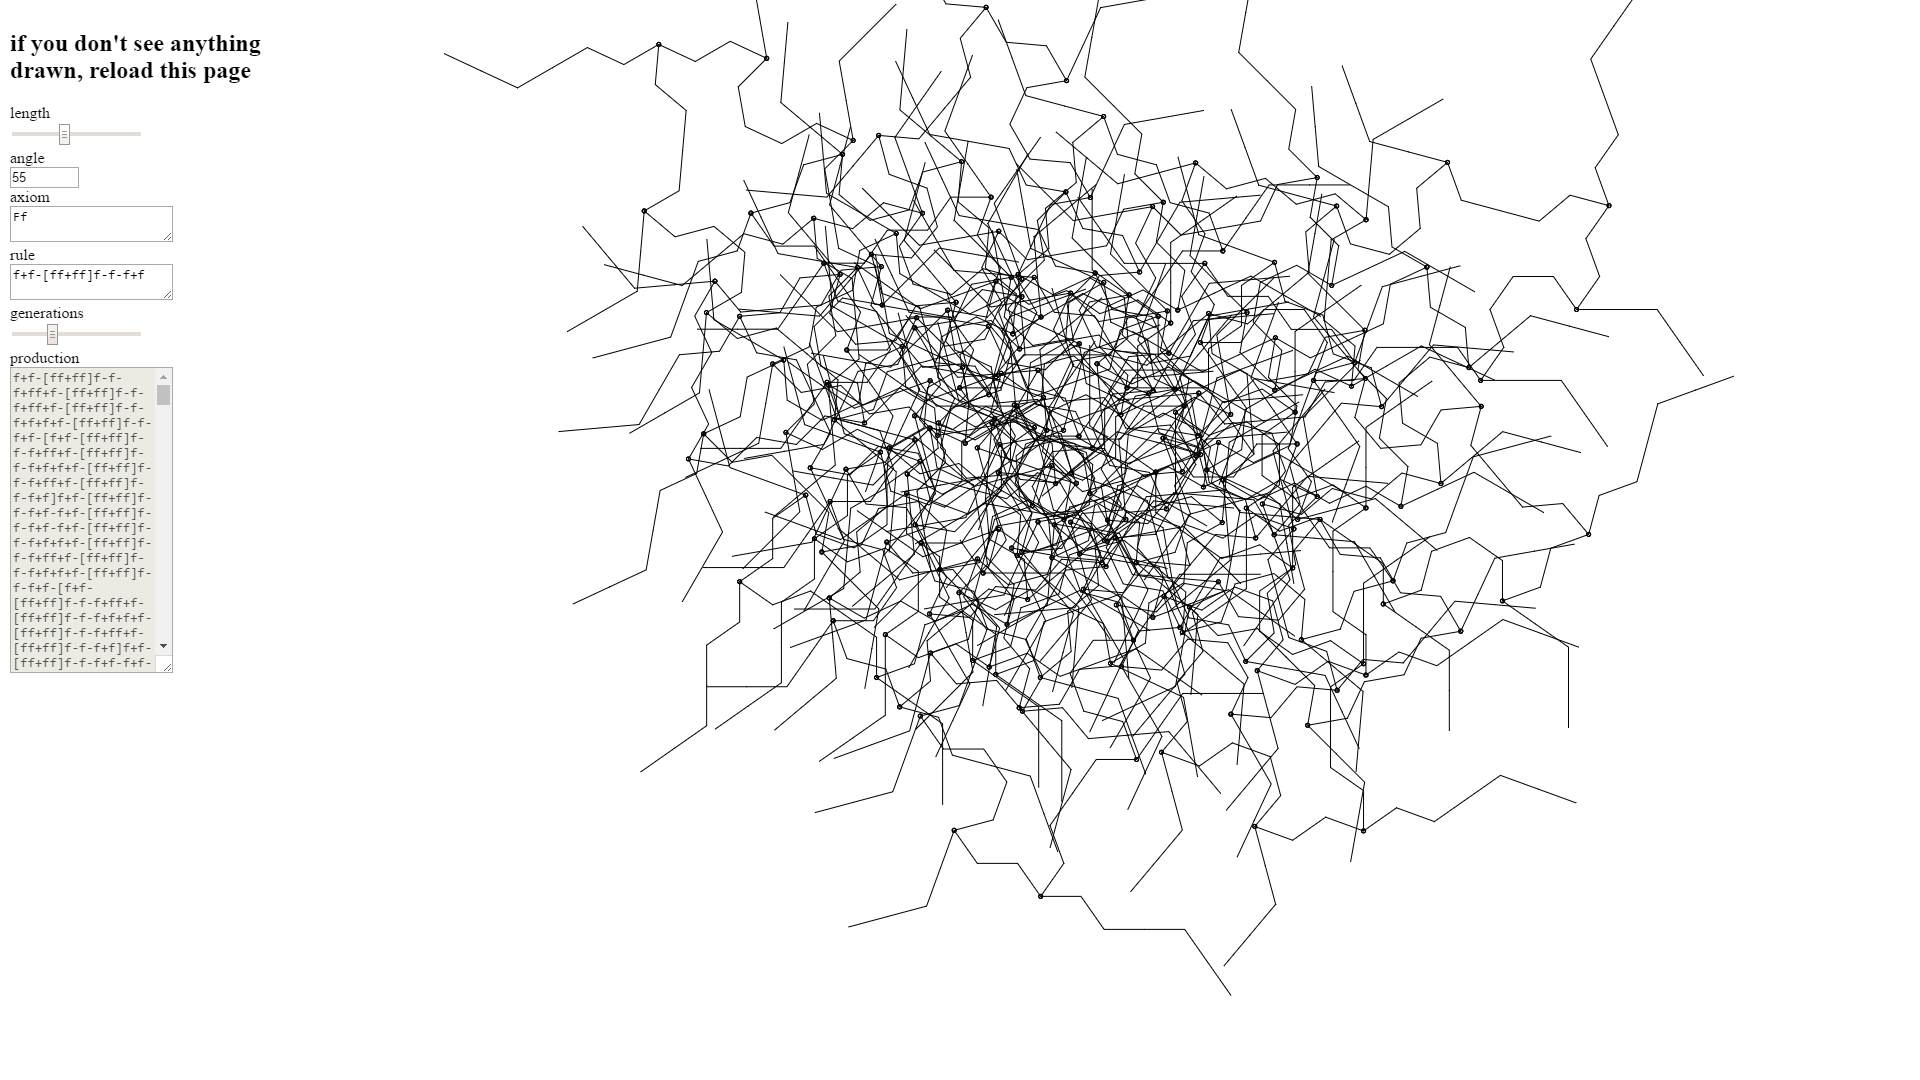 if you don't see anything
drawn, reload this page
length
angle
55
axiom
Ff
rule
f+f-[ff+ff]f-f-f+f
generations
production
f+f-[ff+ff]f-f-
f+ff+f-[ff+ff]f-f-
f+ff+f-[ff+ff]f-f-
f+f+f+f-[ff+ff]f-f-
f+f-[f+f-[ff+ff]f-
f-f+ff+f-[ff+ff]f-
f-f+f+f+f-[ff+ff]f-
f-f+ff+f-[ff+ff]f-
f-f+f]f+f-[ff+ff]f-
f-f+f-f+f-[ff+ff]f-
f-f+f-f+f-[ff+ff]f-
f-f+f+f+f-[ff+ff]f-
f-f+ff+f-[ff+ff]f-
f-f+f+f+f-[ff+ff]f-
f-f+f-[f+f-
[ff+ff]f-f-f+ff+f-
[ff+ff]f-f-f+f+f+f-
[ff+ff]f-f-f+ff+f-
[ff+ff]f-f-f+f]f+f-
[ff+ff]f-f-f+f-f+f-